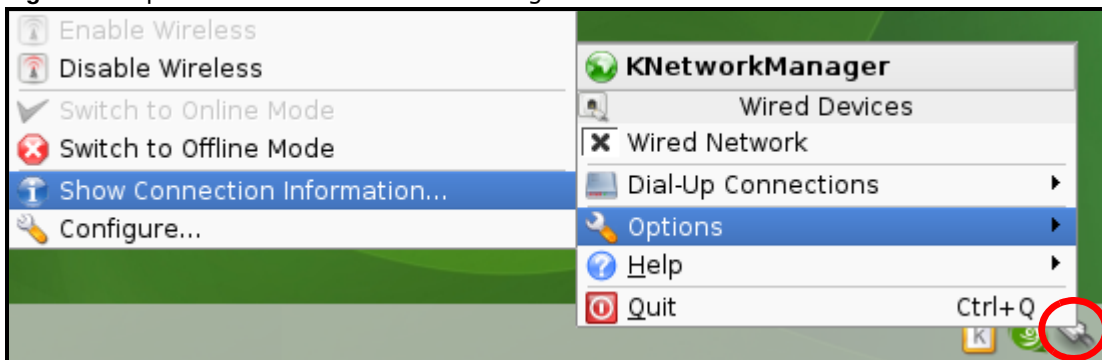 Enable Wireless
Disable Wireless
Switch to Online Mode
Switch to Offline Mode
Show Connection Information...
Configure...
KNetworkManager
Wired Devices
Wired Network
Dial-Up Connections
Options
Help
Quit Ctrl+Q
K